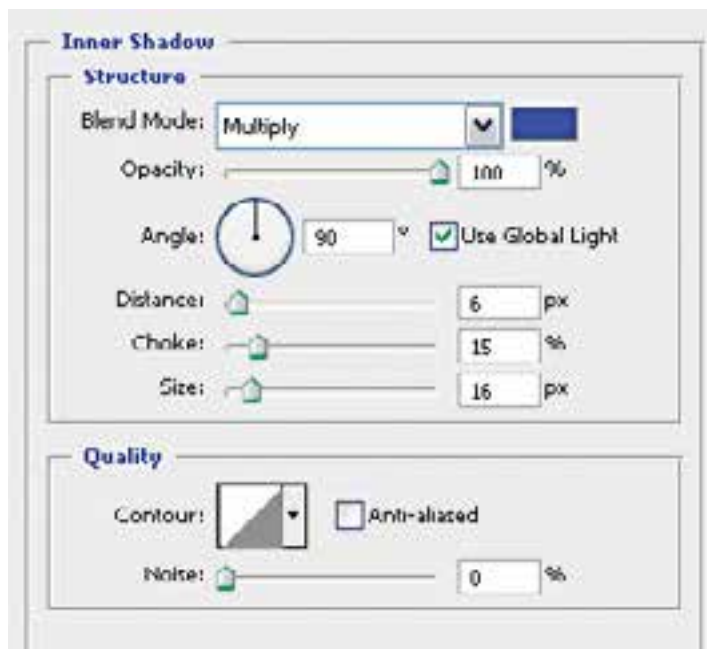 Inner Shadow
Structure
Blend Mode: Multiply
Opacity: 100 %
Angle: 90 ° Use Global Light
Distance: 6 px
Choke: 15 %
Size: 16 px
Quality
Contour: Anti-aliased
Noise: 0 %